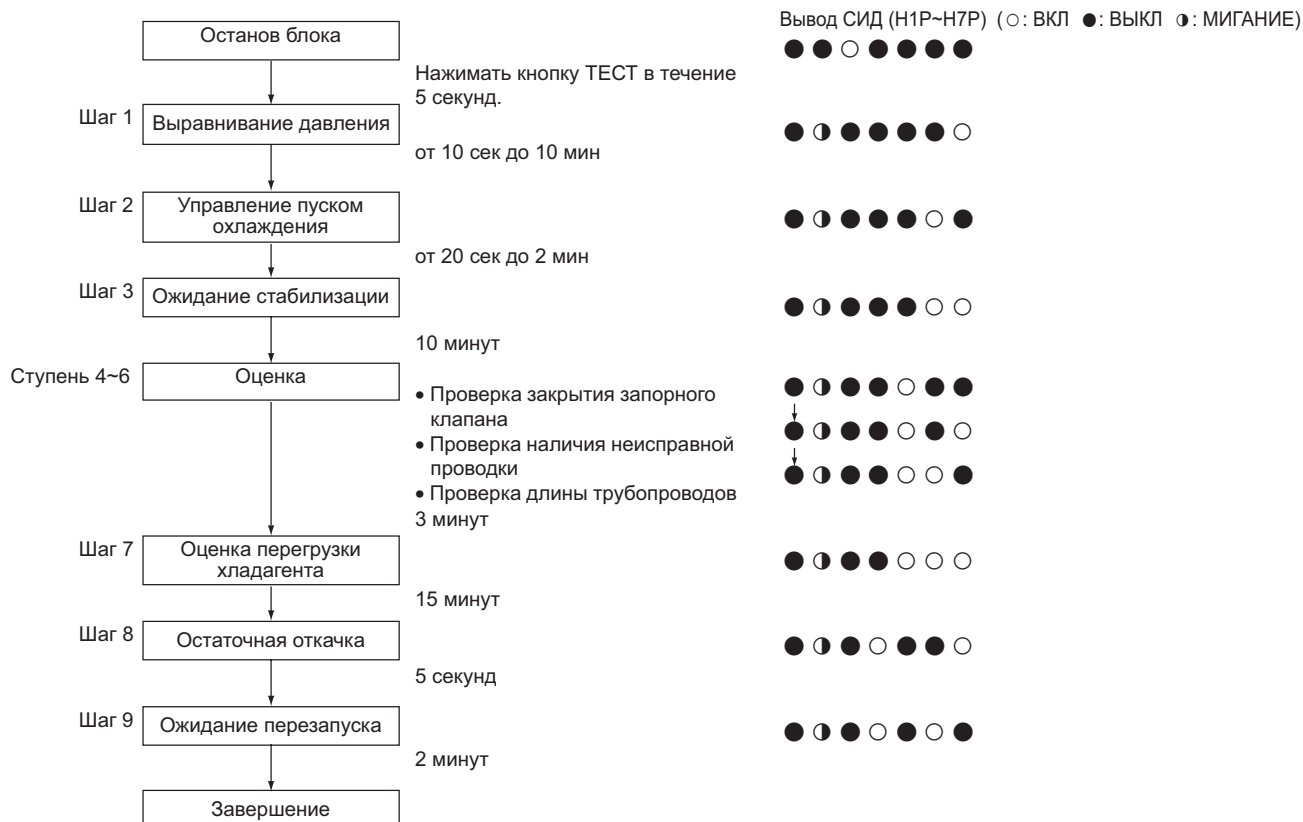 Вывод СИД (H1P~H7P) (○: ВКЛ ●: ВЫКЛ ◑: МИГАНИЕ)
Останов блока
Нажимать кнопку ТЕСТ в течение
5 секунд.
Шаг 1
Выравнивание давления
от 10 сек до 10 мин
Шаг 2
Управление пуском
охлаждения
от 20 сек до 2 мин
Шаг 3
Ожидание стабилизации
10 минут
Ступень 4~6
Оценка
• Проверка закрытия запорного
клапана
• Проверка наличия неисправной
проводки
• Проверка длины трубопроводов
3 минут
Шаг 7
Оценка перегрузки
хладагента
15 минут
Шаг 8
Остаточная откачка
5 секунд
Шаг 9
Ожидание перезапуска
2 минут
Завершение